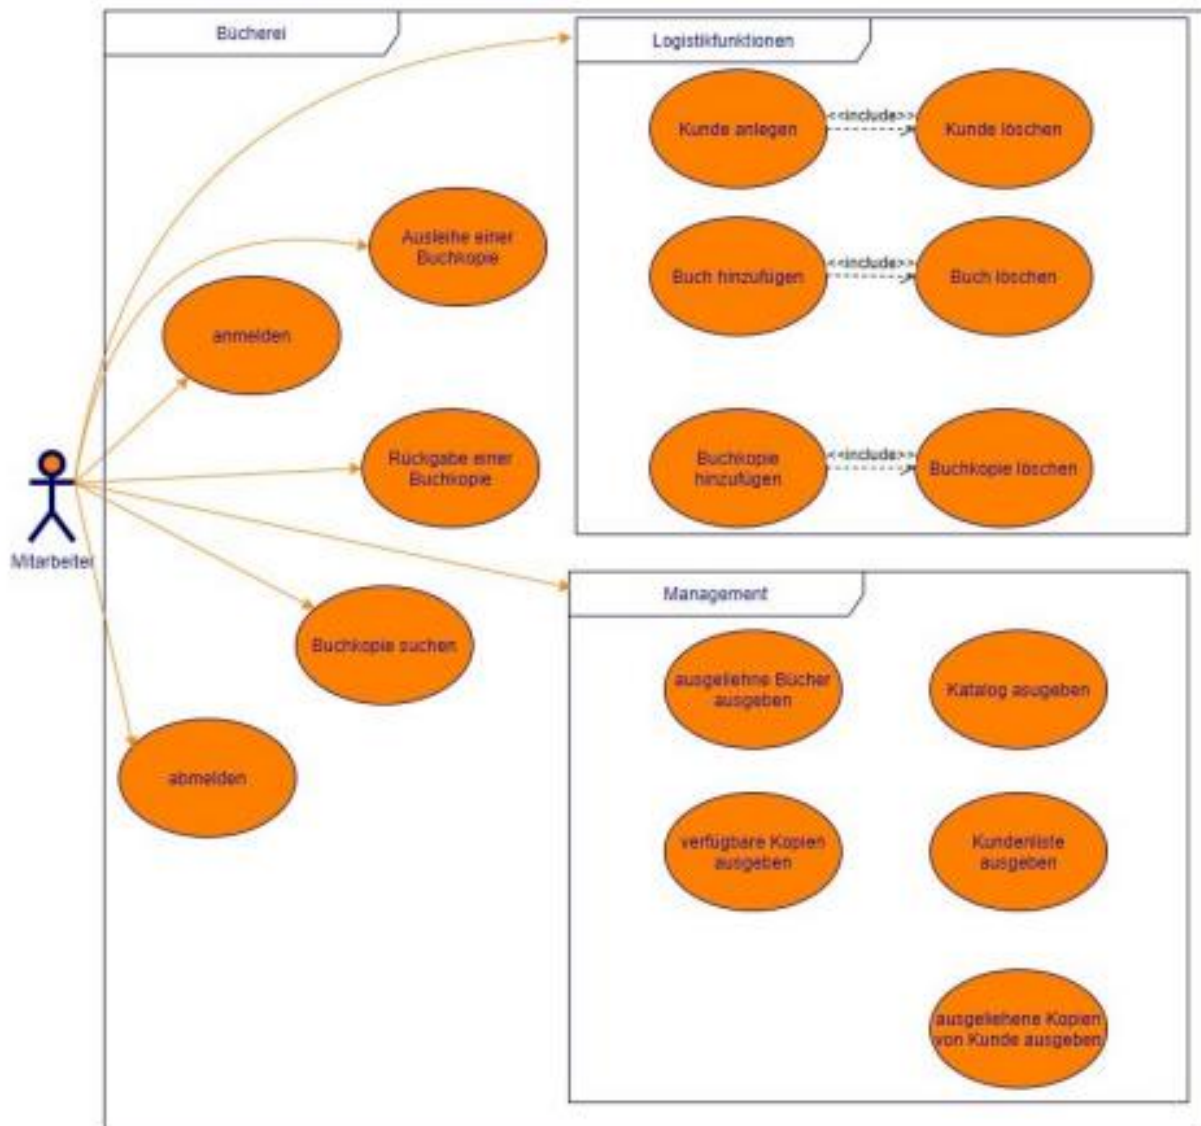 Bücherei
Logistikfunktionen
Kunde anlegen
<<include>>
Kunde löschen
Ausleihe einer
Buchkopie
Buch hinzufügen
<<include>>
Buch löschen
anmelden
Rückgabe einer
Buchkopie
Buchkopie
hinzufügen
<<include>>
Buchkopie löschen
Mitarbeiter
Management
Buchkopie suchen
ausgeliehne Bücher
ausgeben
Katalog asugeben
abmelden
verfügbare Kopien
ausgeben
Kundenliste
ausgeben
ausgeliehene Kopien
von Kunde ausgeben